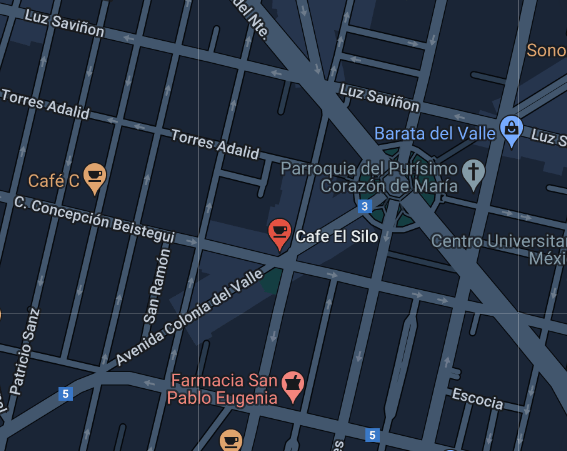 Luz Saviñón
del Nte.
Sono
Luz Saviñón
Torres Adalid
Torres Adalid
Barata del Valle
Luz S
Café C
Parroquia del Purísimo
Corazón de María
3
C. Concepción Beistegui
Cafe El Silo
Centro Universitar
Méxi
San Ramón
Avenida Colonia del Valle
Patricio Sanz
5
Farmacia San
Pablo Eugenia
Escocia
5